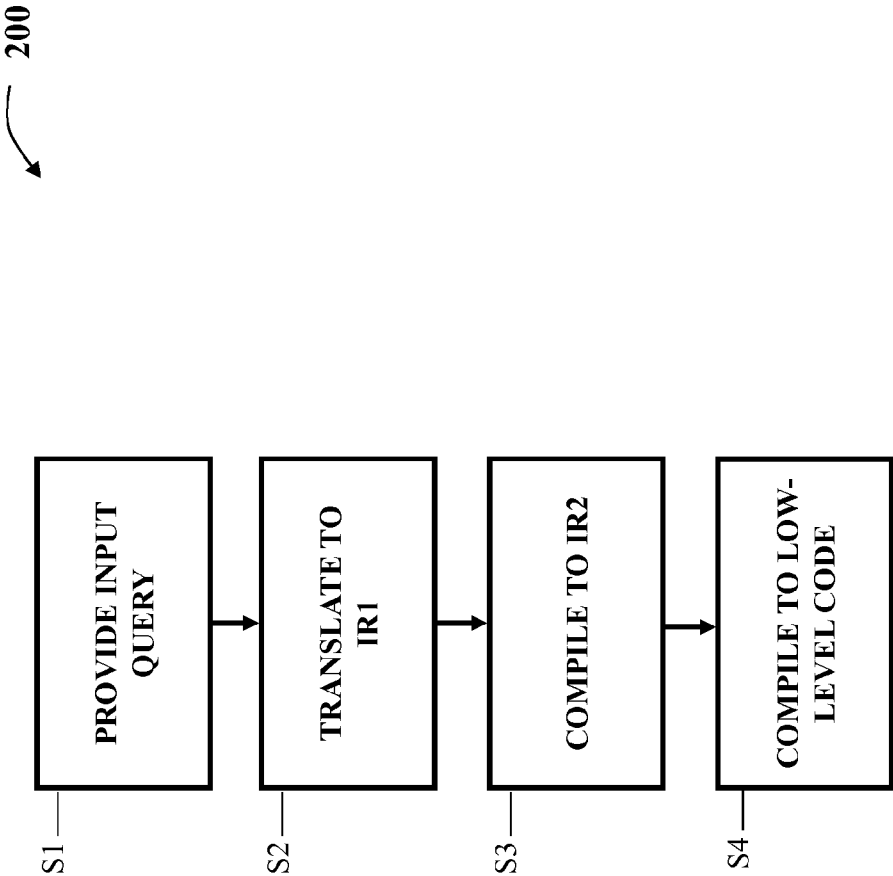 200
S1
PROVIDE INPUT
QUERY
S2
TRANSLATE TO
IR1
S3
COMPILE TO IR2
S4
COMPILE TO LOW-
LEVEL CODE